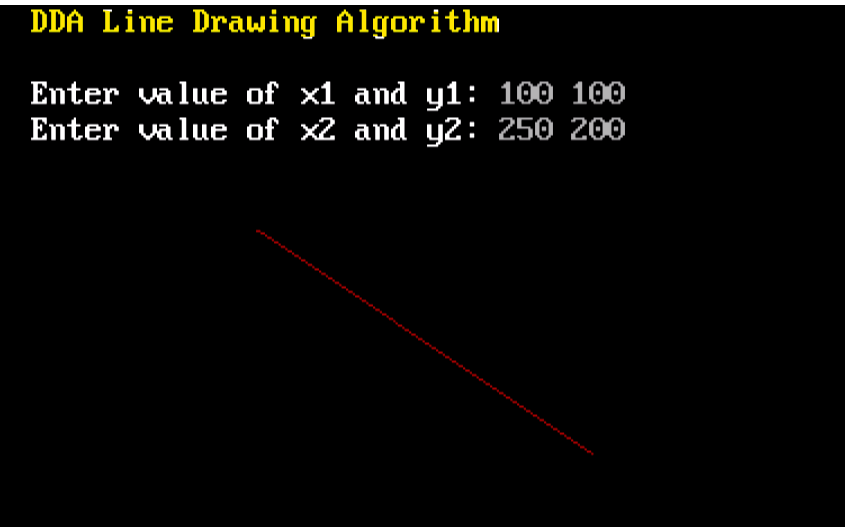 DDA Line Drawing Algorithm
Enter value of x1 and y1: 100 100
Enter value of x2 and y2: 250 200